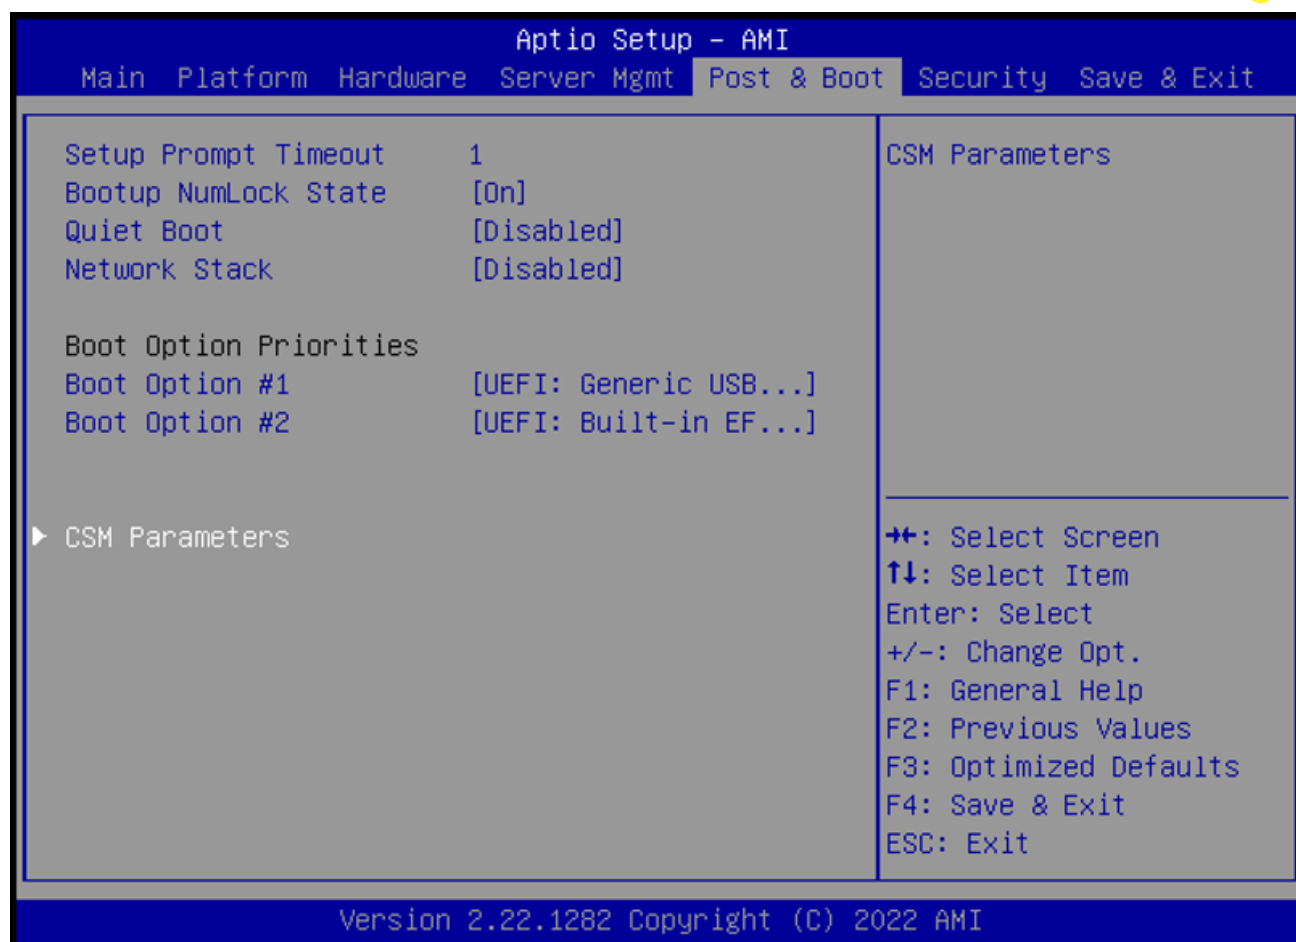 Aptio Setup – AMI
Main Platform Hardware Server Mgmt Post & Boot Security Save & Exit
Setup Prompt Timeout 1
Bootup NumLock State [On]
Quiet Boot [Disabled]
Network Stack [Disabled]
Boot Option Priorities
Boot Option #1 [UEFI: Generic USB...]
Boot Option #2 [UEFI: Built-in EF...]
▶ CSM Parameters
CSM Parameters
→←: Select Screen
↑↓: Select Item
Enter: Select
+/-: Change Opt.
F1: General Help
F2: Previous Values
F3: Optimized Defaults
F4: Save & Exit
ESC: Exit
Version 2.22.1282 Copyright (C) 2022 AMI